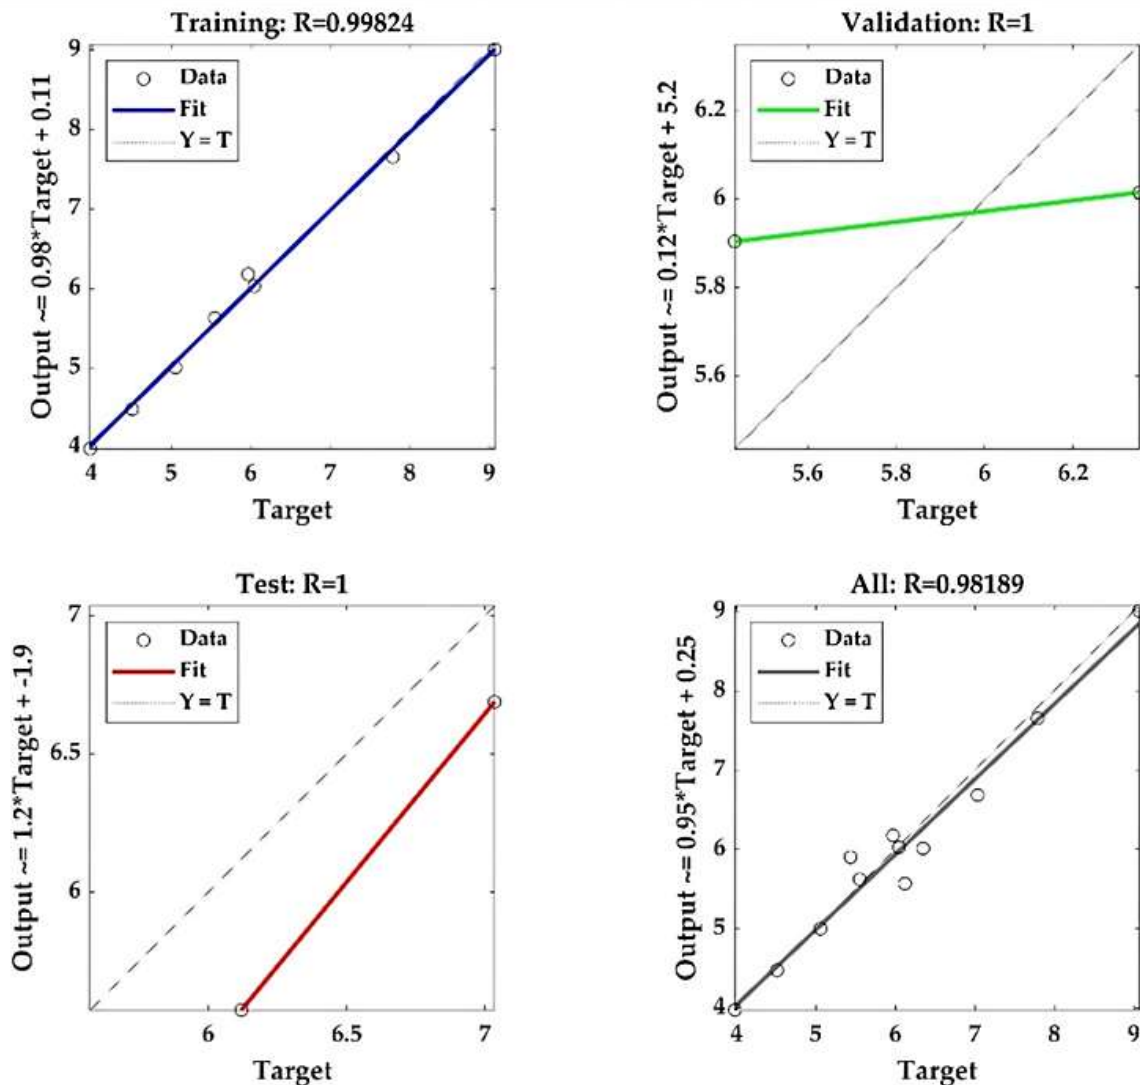 Training: R=0.99824
Output ~= 0.98*Target + 0.11
9
8
7
6
5
4
Data
Fit
Y = T
4 5 6 7 8 9
Target
Validation: R=1
Output ~= 0.12*Target + 5.2
6.2
6
5.8
5.6
Data
Fit
Y = T
5.6 5.8 6 6.2
Target
Test: R=1
Output ~= 1.2*Target + -1.9
7
6.5
6
Data
Fit
Y = T
6 6.5 7
Target
All: R=0.98189
Output ~= 0.95*Target + 0.25
9
8
7
6
5
4
Data
Fit
Y = T
4 5 6 7 8 9
Target